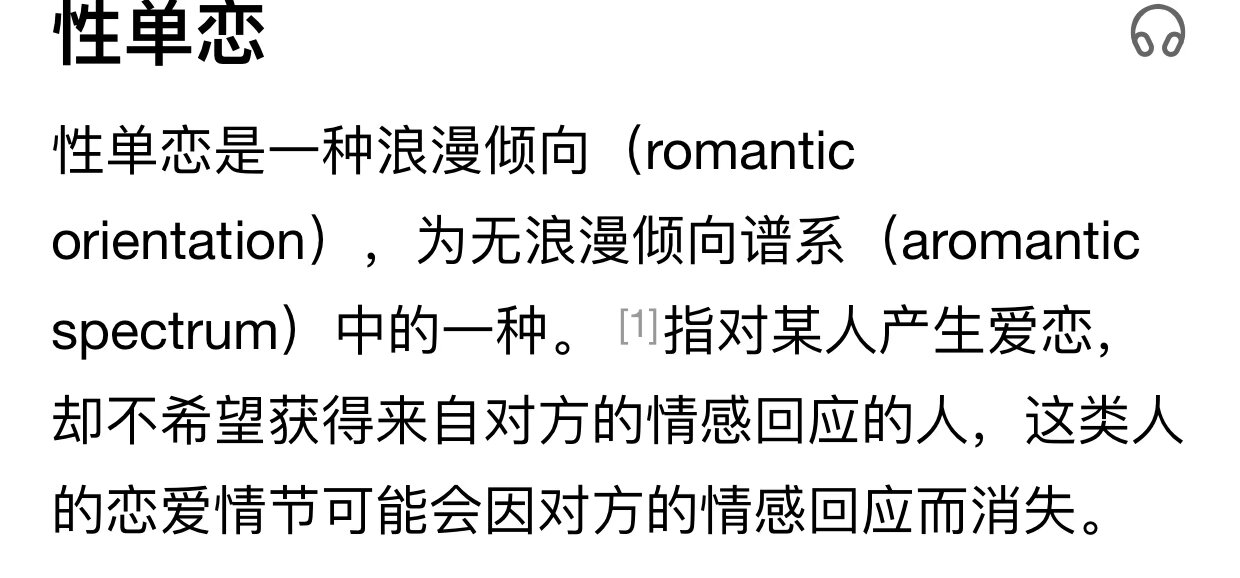 性单恋
性单恋是一种浪漫倾向（romantic
orientation），为无浪漫倾向谱系（aromantic
spectrum）中的一种。 [1]指对某人产生爱恋，
却不希望获得来自对方的情感回应的人，这类人
的恋爱情节可能会因对方的情感回应而消失。